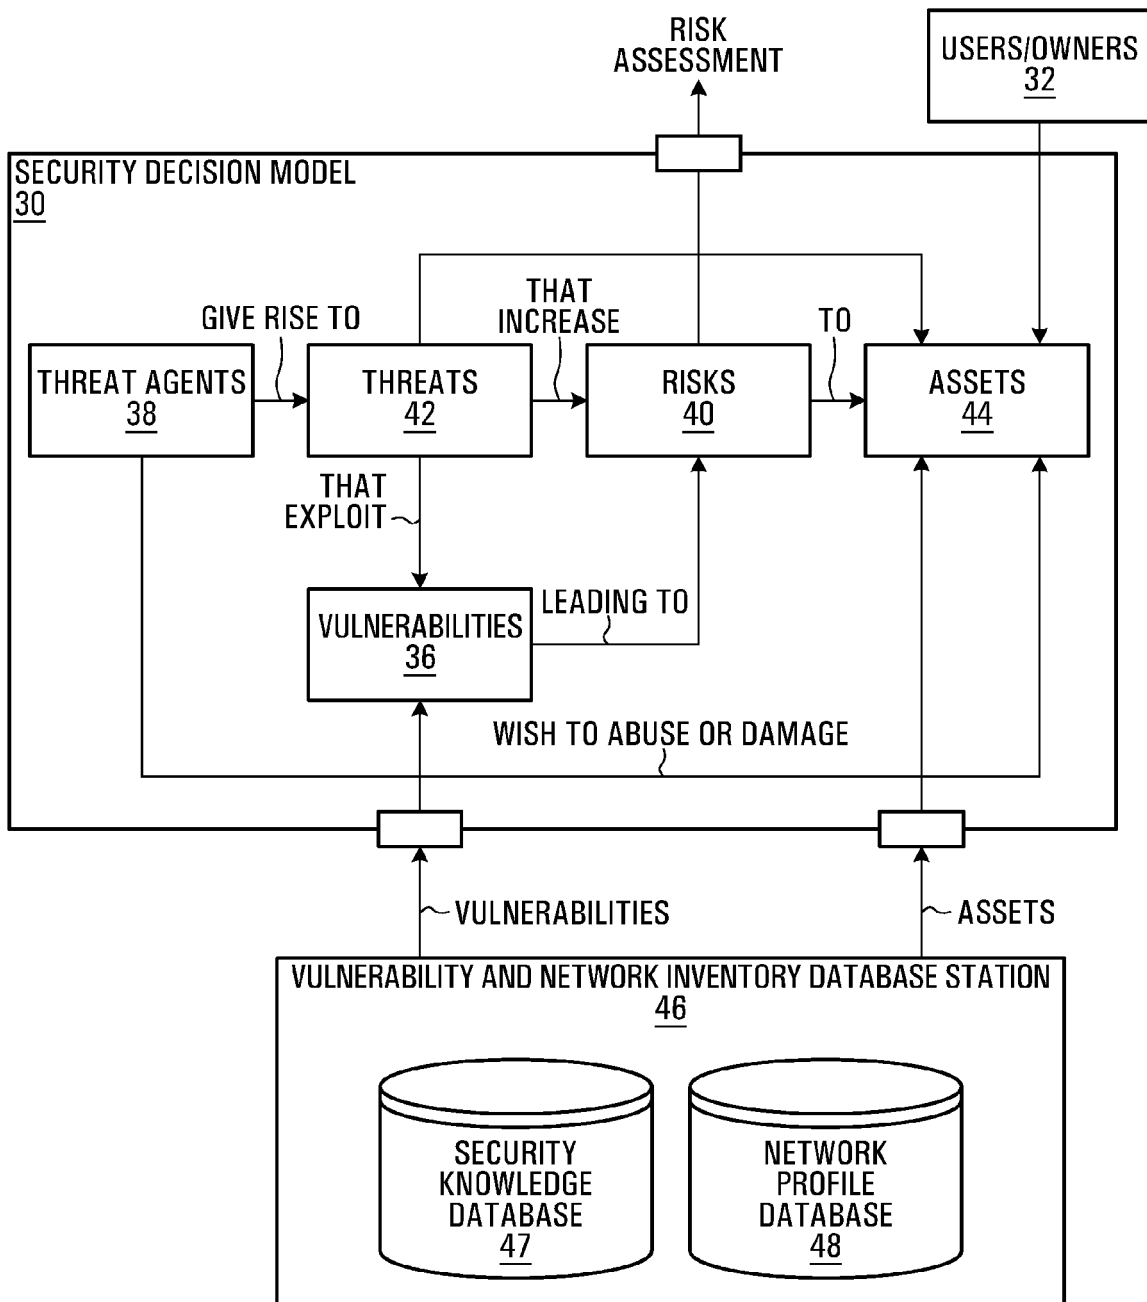 RISK
ASSESSMENT
USERS/OWNERS
32
SECURITY DECISION MODEL
30
GIVE RISE TO
THAT
INCREASE
TO
THREAT AGENTS
38
THREATS
42
RISKS
40
ASSETS
44
THAT
EXPLOIT
VULNERABILITIES
36
LEADING TO
WISH TO ABUSE OR DAMAGE
VULNERABILITIES
ASSETS
VULNERABILITY AND NETWORK INVENTORY DATABASE STATION
46
SECURITY
KNOWLEDGE
DATABASE
47
NETWORK
PROFILE
DATABASE
48